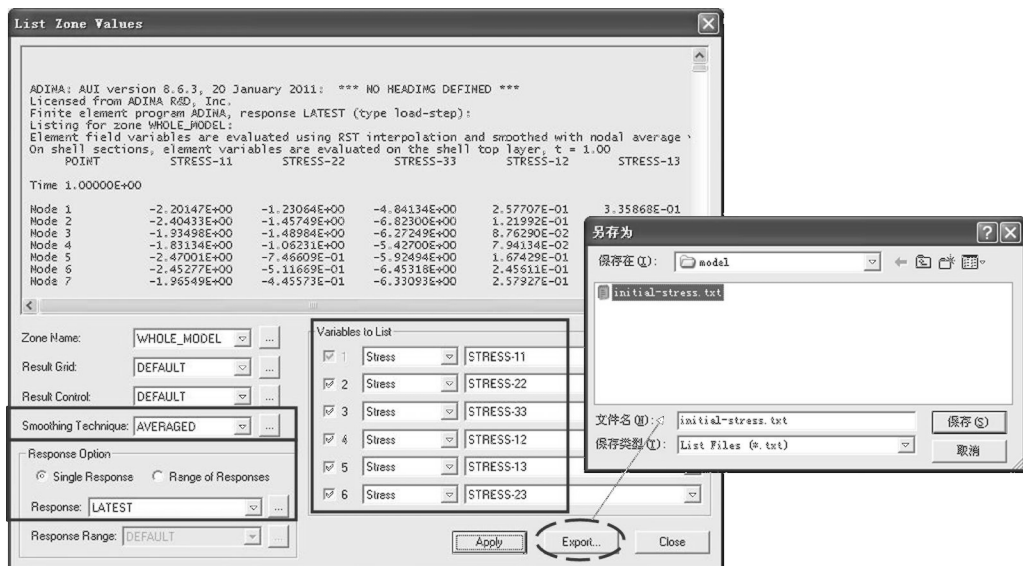 List Zone Values
ADINA: AUI version 8.6.3, 20 January 2011: *** NO HEADING DEFINED ***
Licensed from ADINA R&D, Inc.
Finite element program ADINA, response LATEST (type load-step):
Listing for zone WHOLE_MODEL:
Element field variables are evaluated using RST interpolation and smoothed with nodal average
On shell sections, element variables are evaluated on the shell top layer, t = 1.00
POINT STRESS-11 STRESS-22 STRESS-33 STRESS-12 STRESS-13
Time 1.00000E+00
Node 1 -2.20147E+00 -1.23064E+00 -4.84134E+00 2.57707E-01 3.35868E-01
Node 2 -2.40433E+00 -1.45749E+00 -6.82300E+00 1.21992E-01
Node 3 -1.93498E+00 -1.48984E+00 -6.27249E+00 8.76290E-02
Node 4 -1.83134E+00 -1.06231E+00 -5.42700E+00 7.94134E-02
Node 5 -2.47001E+00 -7.46609E-01 -5.92494E+00 1.67429E-01
Node 6 -2.45277E+00 -5.11669E-01 -6.45318E+00 2.45611E-01
Node 7 -1.96549E+00 -4.45573E-01 -6.33093E+00 2.57927E-01
Zone Name: WHOLE_MODEL ...
Result Grid: DEFAULT ...
Result Control: DEFAULT ...
Smoothing Technique: AVERAGED ...
Response Option
Single Response Range of Responses
Response: LATEST ...
Response Range: DEFAULT ...
Variables to List
1 Stress STRESS-11
2 Stress STRESS-22
3 Stress STRESS-33
4 Stress STRESS-12
5 Stress STRESS-13
6 Stress STRESS-23
Apply Export... Close
另存为
保存在(I): model
initial-stress.txt
文件名(N): initial-stress.txt 保存(S)
保存类型(T): List Files (*.txt) 取消